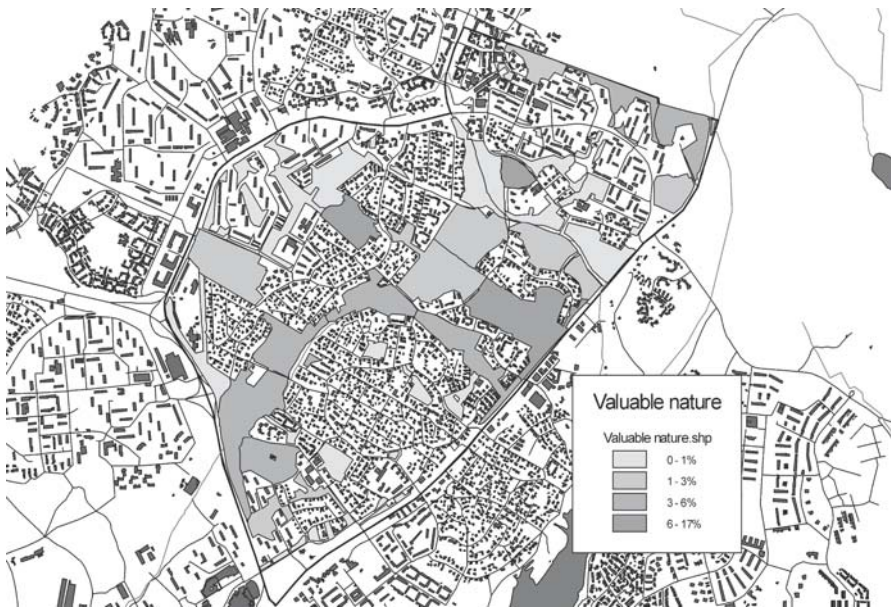 Valuable nature
Valuable nature.shp
0 - 1%
1 - 3%
3 - 6%
6 - 17%